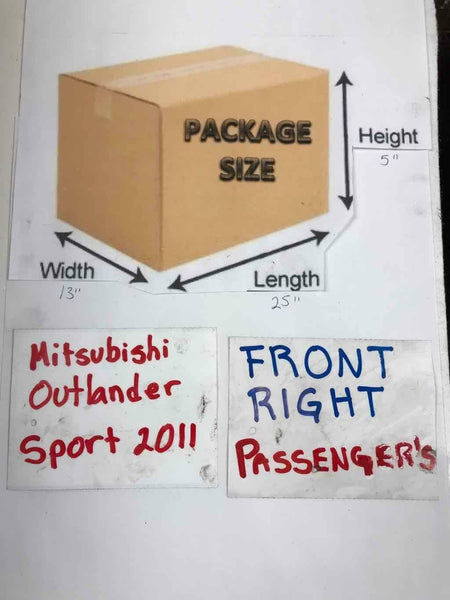 PACKAGE
SIZE
Height
5"
Width
13"
Length
25"
Mitsubishi
Outlander
Sport 2011
FRONT
RIGHT
PASSENGER'S